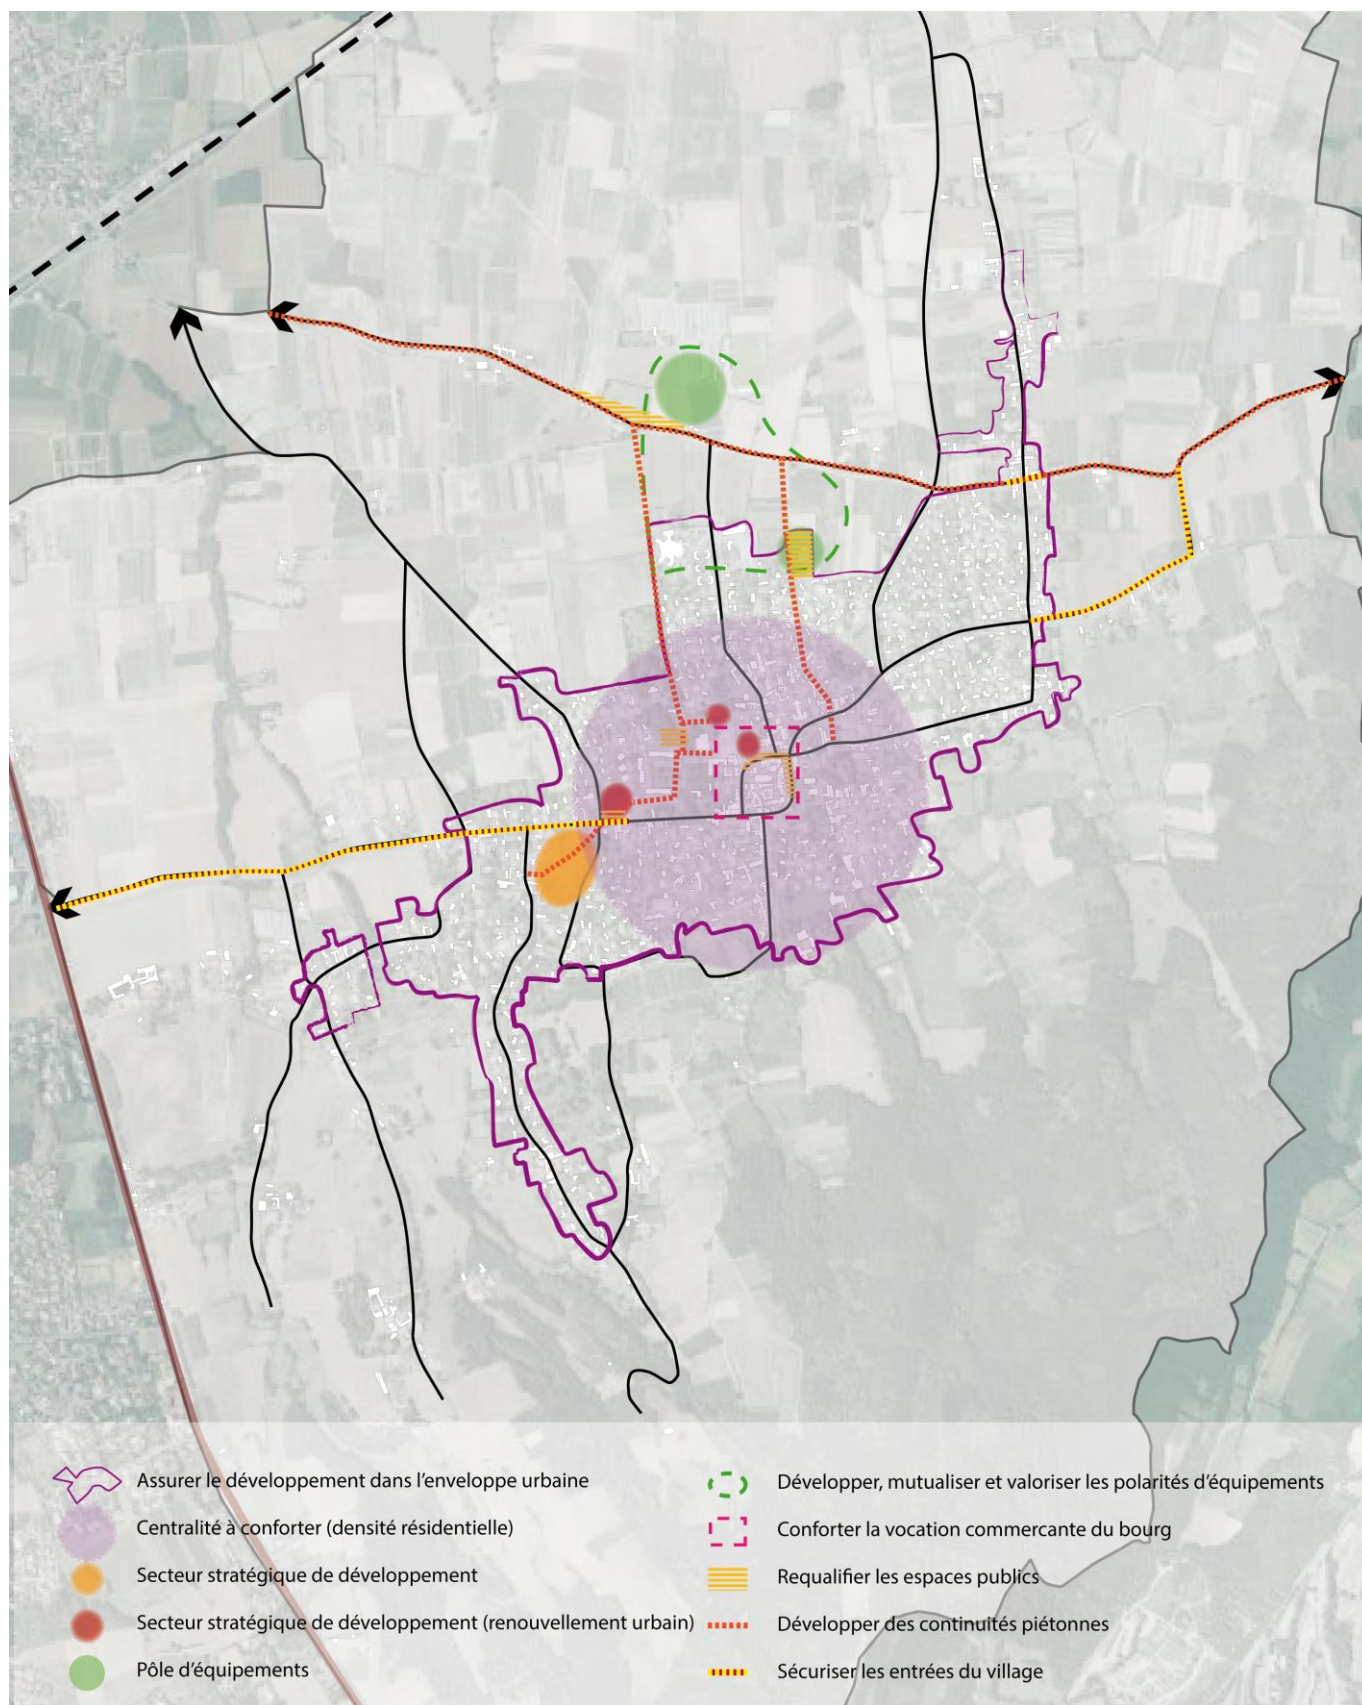 Assurer le développement dans l'enveloppe urbaine
Centralité à conforter (densité résidentielle)
Secteur stratégique de développement
Secteur stratégique de développement (renouvellement urbain)
Pôle d'équipements
Développer, mutualiser et valoriser les polarités d'équipements
Conforter la vocation commercante du bourg
Requalifier les espaces publics
Développer des continuités piétonnes
Sécuriser les entrées du village